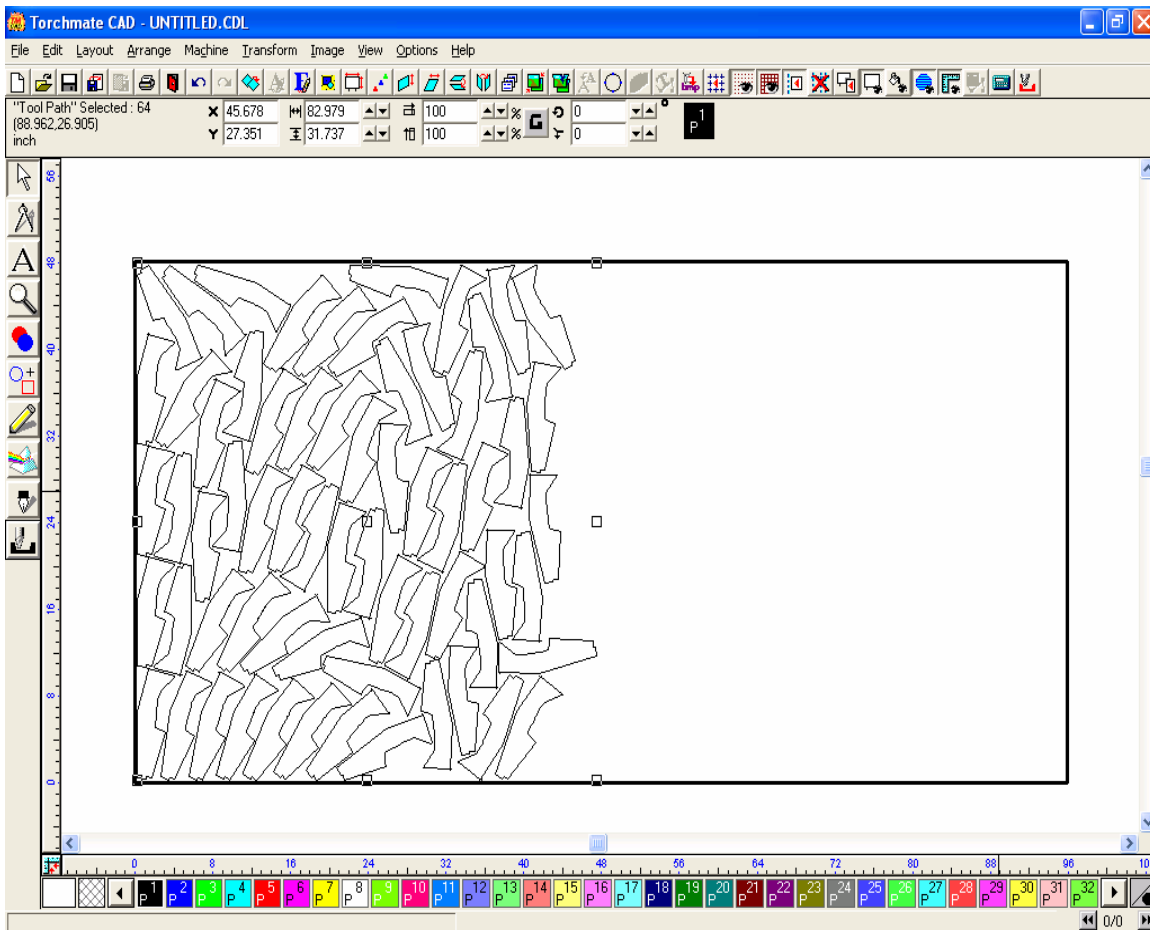 Torchmate CAD - UNTITLED.CDL
File Edit Layout Arrange Machine Transform Image View Options Help
"Tool Path" Selected : 64
(88.962,26.905)
inch
X 45.678 82.979 100 % 0 °
Y 27.351 31.737 100 % 0
G
P 1
A
56
48
40
32
24
16
8
0
0 8 16 24 32 40 48 56 64 72 80 88 96 10
1 2 3 4 5 6 7 8 9 10 11 12 13 14 15 16 17 18 19 20 21 22 23 24 25 26 27 28 29 30 31 32
P P P P P P P P P P P P P P P P P P P P P P P P P P P P P P P P
0/0